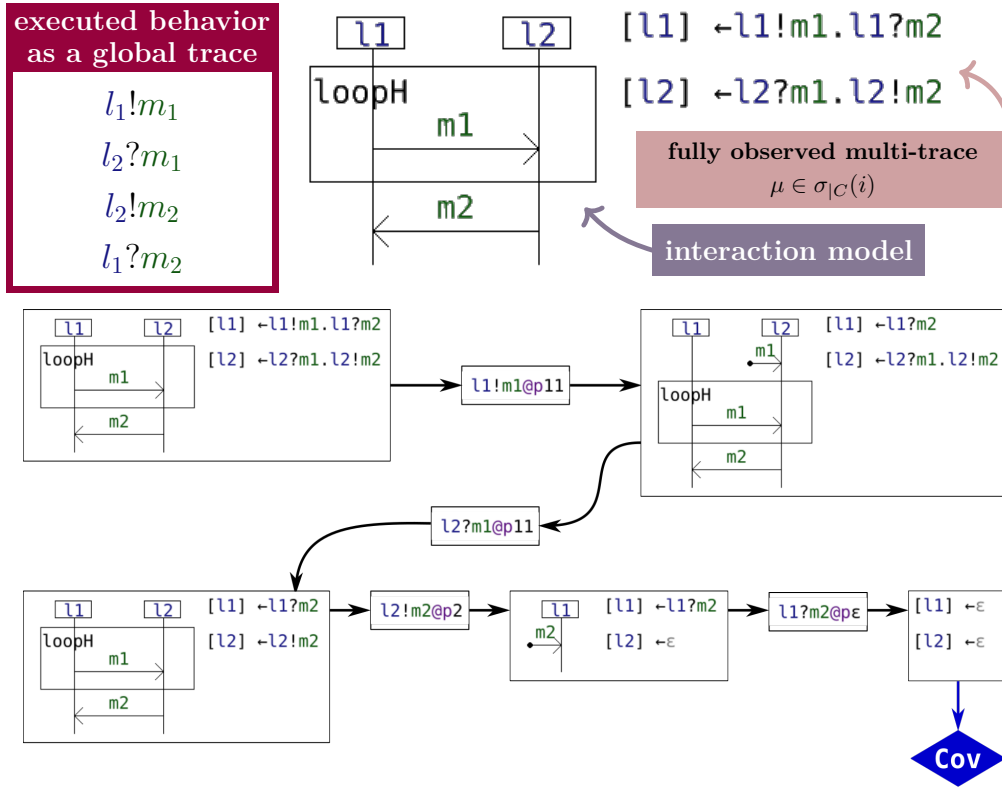 executed behavior
as a global trace
l₁!m₁
l₂?m₁
l₂!m₂
l₁?m₂
l1 l2
loopH
m1
m2
[l1] ←l1!m1.l1?m2
[l2] ←l2?m1.l2!m2
fully observed multi-trace
μ ∈ σ|C(i)
interaction model
l1 l2
loopH
m1
m2
[l1] ←l1!m1.l1?m2
[l2] ←l2?m1.l2!m2
l1!m1@p11
l1 l2
m1
loopH
m1
m2
[l1] ←l1?m2
[l2] ←l2?m1.l2!m2
l2?m1@p11
l1 l2
loopH
m1
m2
[l1] ←l1?m2
[l2] ←l2!m2
l2!m2@p2
l1
m2
[l1] ←l1?m2
[l2] ←ε
l1?m2@pε
[l1] ←ε
[l2] ←ε
Cov